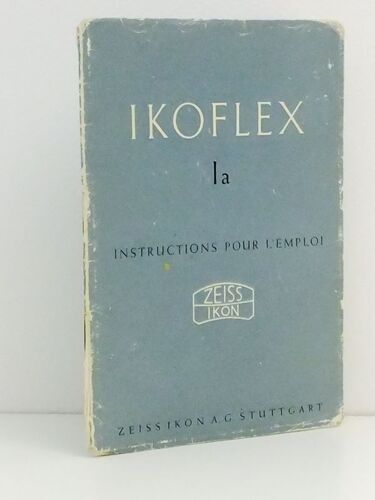 IKOFLEX
Ia
INSTRUCTIONS POUR L'EMPLOI
ZEISS
IKON
ZEISS IKON A.G. STUTTGART